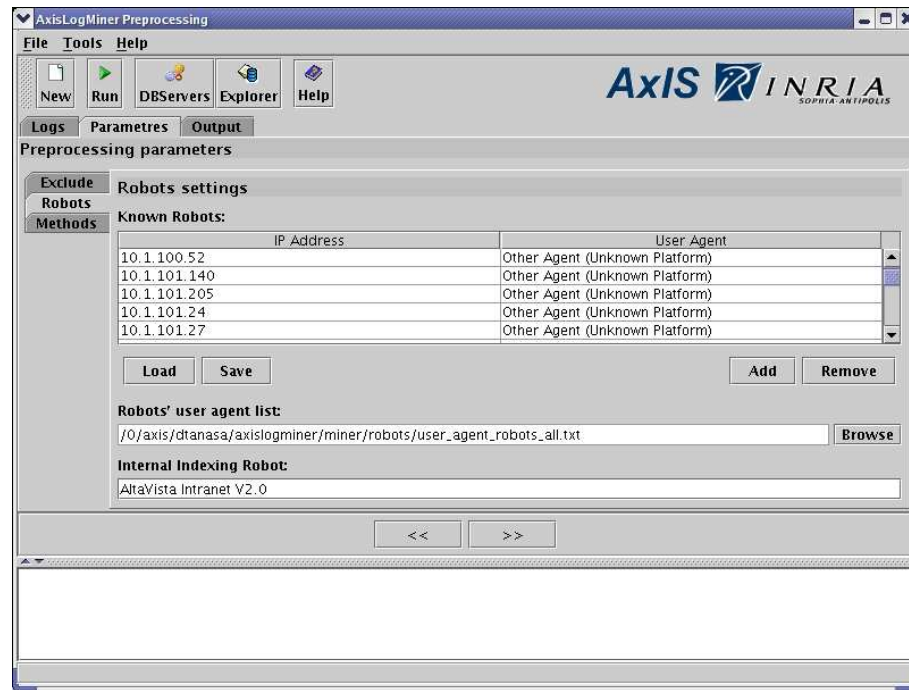 AxisLogMiner Preprocessing
File Tools Help
New Run DBServers Explorer Help
AxIS INRIA
SOPHIA ANTIPOLIS
Logs Parametres Output
Preprocessing parameters
Exclude
Robots
Methods
Robots settings
Known Robots:
IP Address User Agent
10.1.100.52 Other Agent (Unknown Platform)
10.1.101.140 Other Agent (Unknown Platform)
10.1.101.205 Other Agent (Unknown Platform)
10.1.101.24 Other Agent (Unknown Platform)
10.1.101.27 Other Agent (Unknown Platform)
Load Save Add Remove
Robots' user agent list:
/0/axis/dtanasa/axislogminer/miner/robots/user_agent_robots_all.txt Browse
Internal Indexing Robot:
AltaVista Intranet V2.0
<< >>